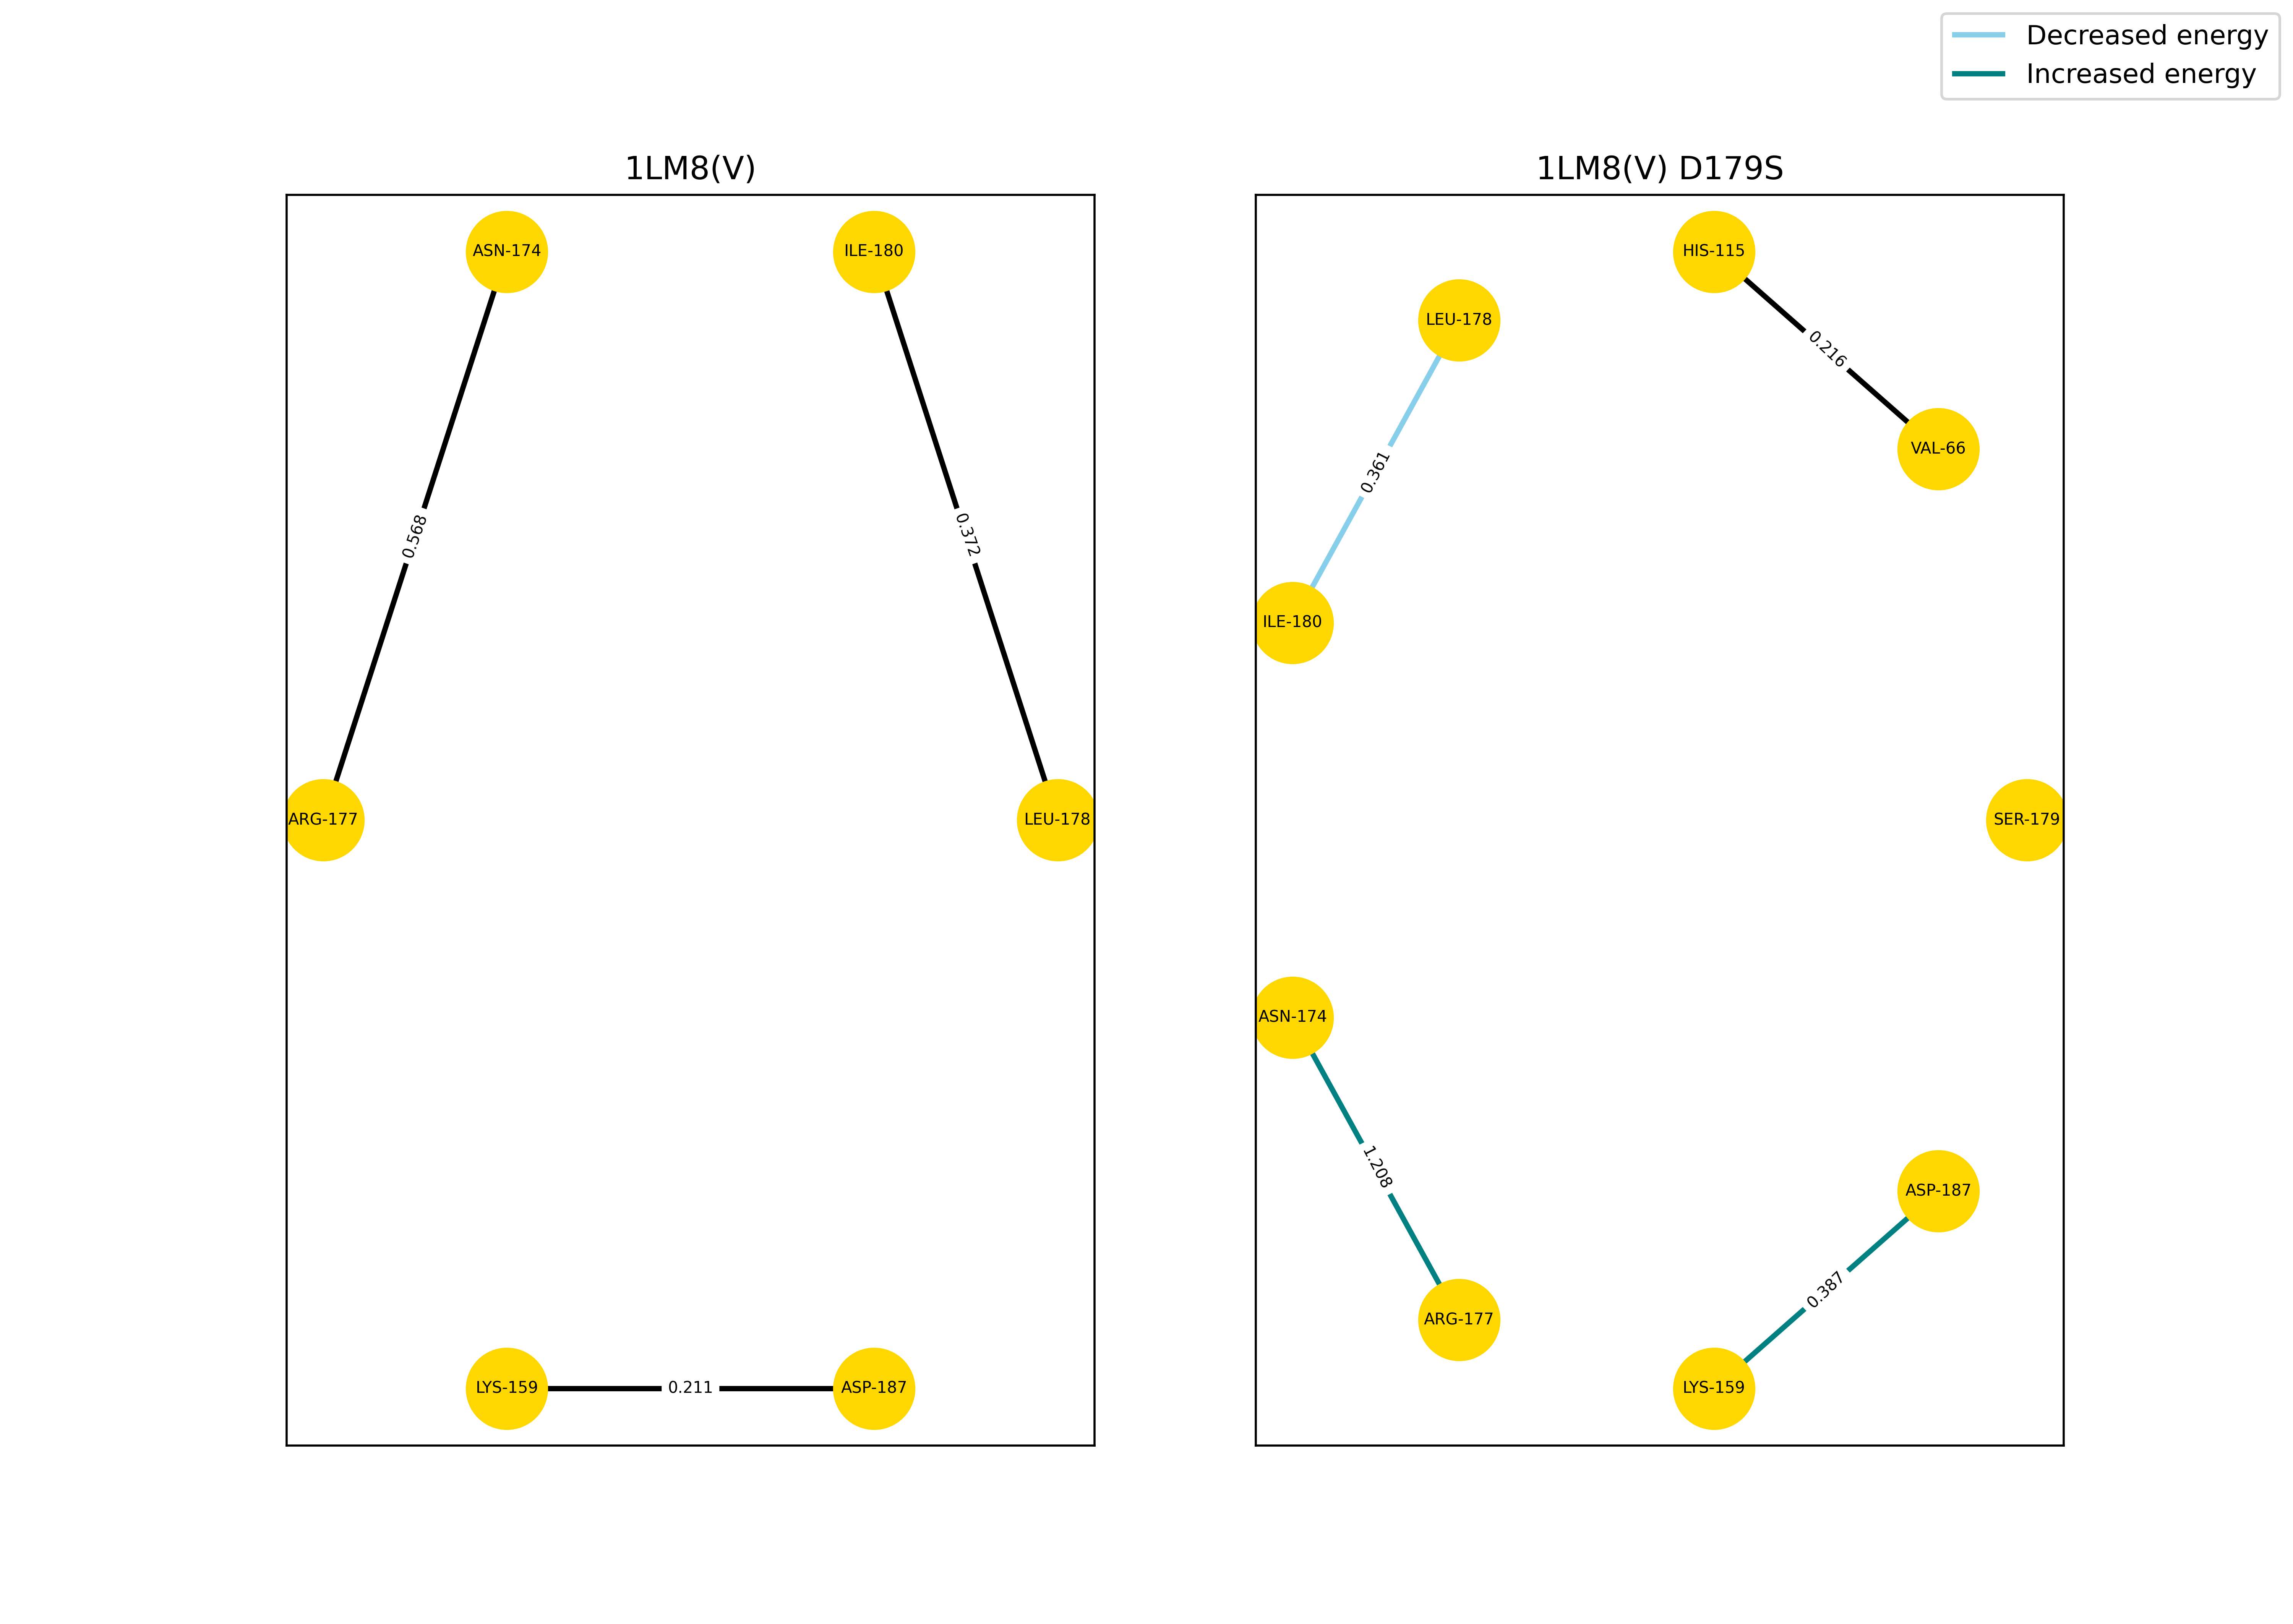 Decreased energy
Increased energy
1LM8(V)
ASN-174
ILE-180
0.568
0.372
ARG-177
LEU-178
LYS-159
0.211
ASP-187
1LM8(V) D179S
HIS-115
LEU-178
0.216
VAL-66
0.361
ILE-180
SER-179
ASN-174
1.208
ASP-187
0.387
ARG-177
LYS-159